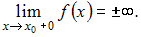 lim f(x) = ±∞.
x→x₀+0